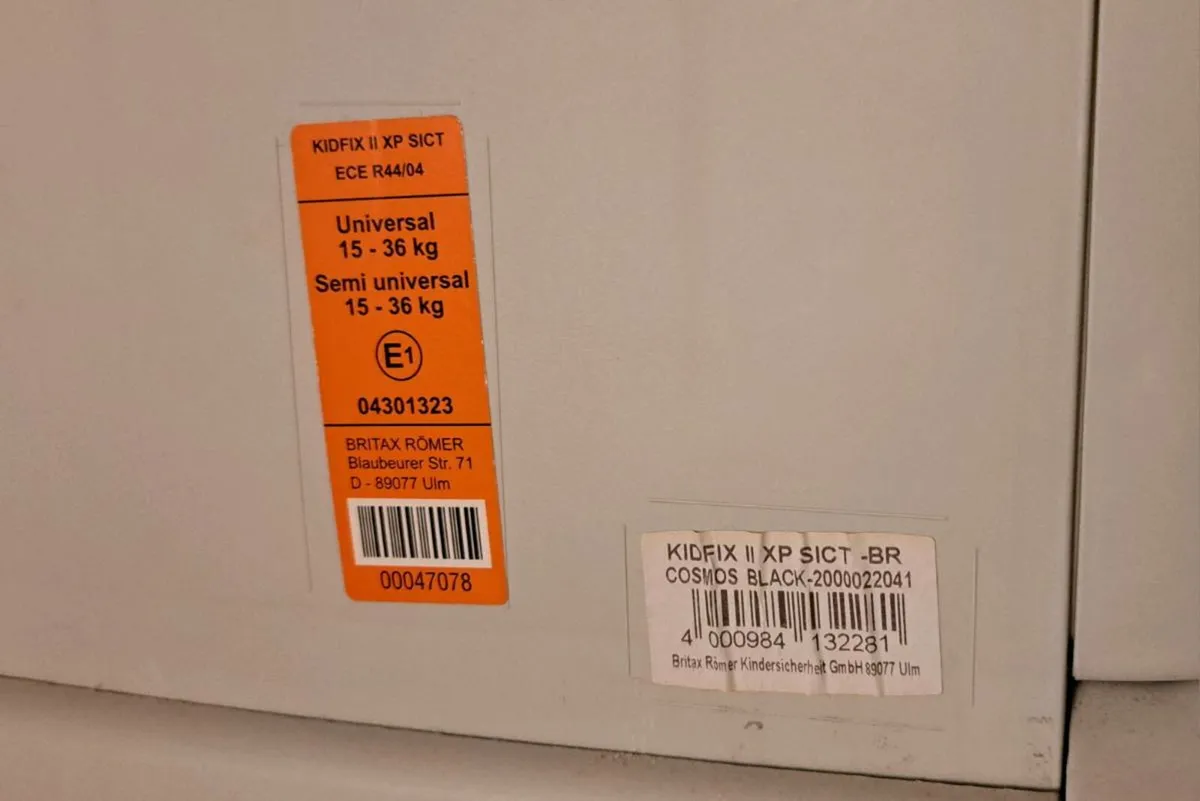 KIDFIX II XP SICT
ECE R44/04
Universal
15 - 36 kg
Semi universal
15 - 36 kg
E1
04301323
BRITAX RÖMER
Blaubeurer Str. 71
D - 89077 Ulm
00047078
KIDFIX II XP SICT -BR
COSMOS BLACK-2000022041
4 000984 132281
Britax Römer Kindersicherheit GmbH 89077 Ulm